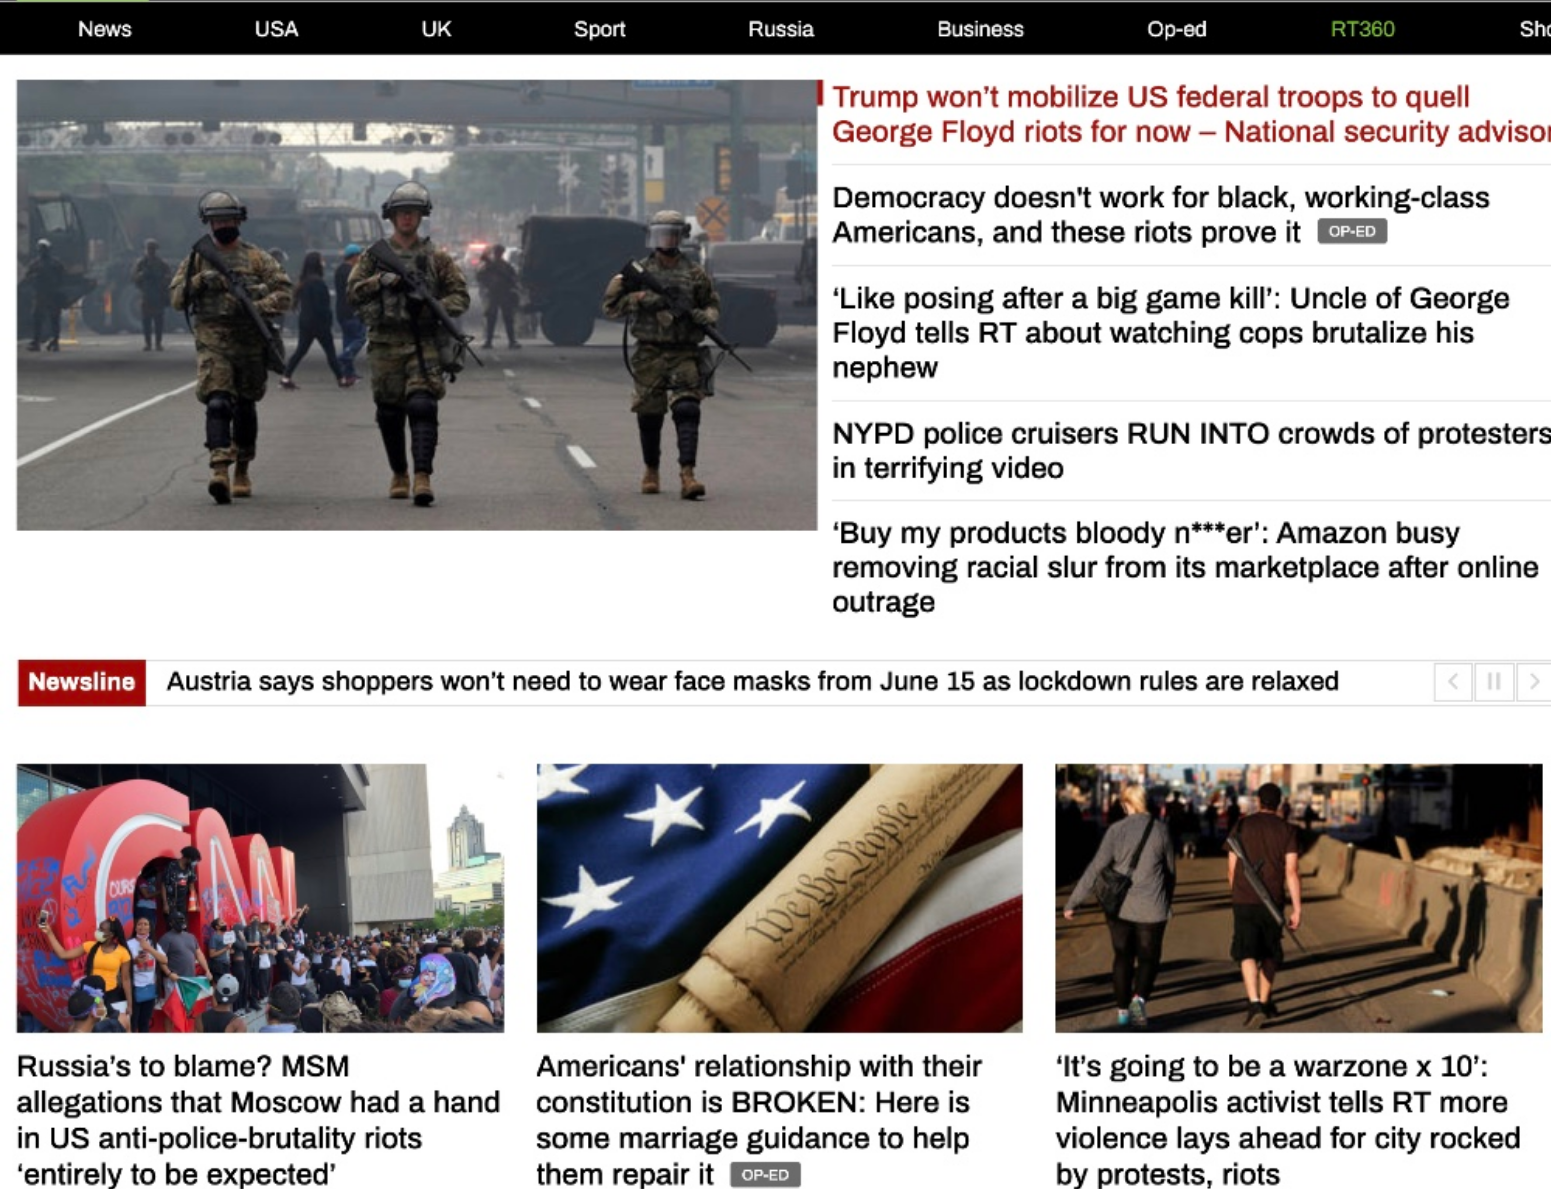 News USA UK Sport Russia Business Op-ed RT360
Trump won't mobilize US federal troops to quell
George Floyd riots for now – National security advisor
Democracy doesn't work for black, working-class
Americans, and these riots prove it OP-ED
‘Like posing after a big game kill’: Uncle of George
Floyd tells RT about watching cops brutalize his
nephew
NYPD police cruisers RUN INTO crowds of protesters
in terrifying video
‘Buy my products bloody n***er’: Amazon busy
removing racial slur from its marketplace after online
outrage
Newsline Austria says shoppers won’t need to wear face masks from June 15 as lockdown rules are relaxed
CNN
OURS
We the People
Russia’s to blame? MSM
allegations that Moscow had a hand
in US anti-police-brutality riots
‘entirely to be expected’
Americans' relationship with their
constitution is BROKEN: Here is
some marriage guidance to help
them repair it OP-ED
‘It’s going to be a warzone x 10’:
Minneapolis activist tells RT more
violence lays ahead for city rocked
by protests, riots